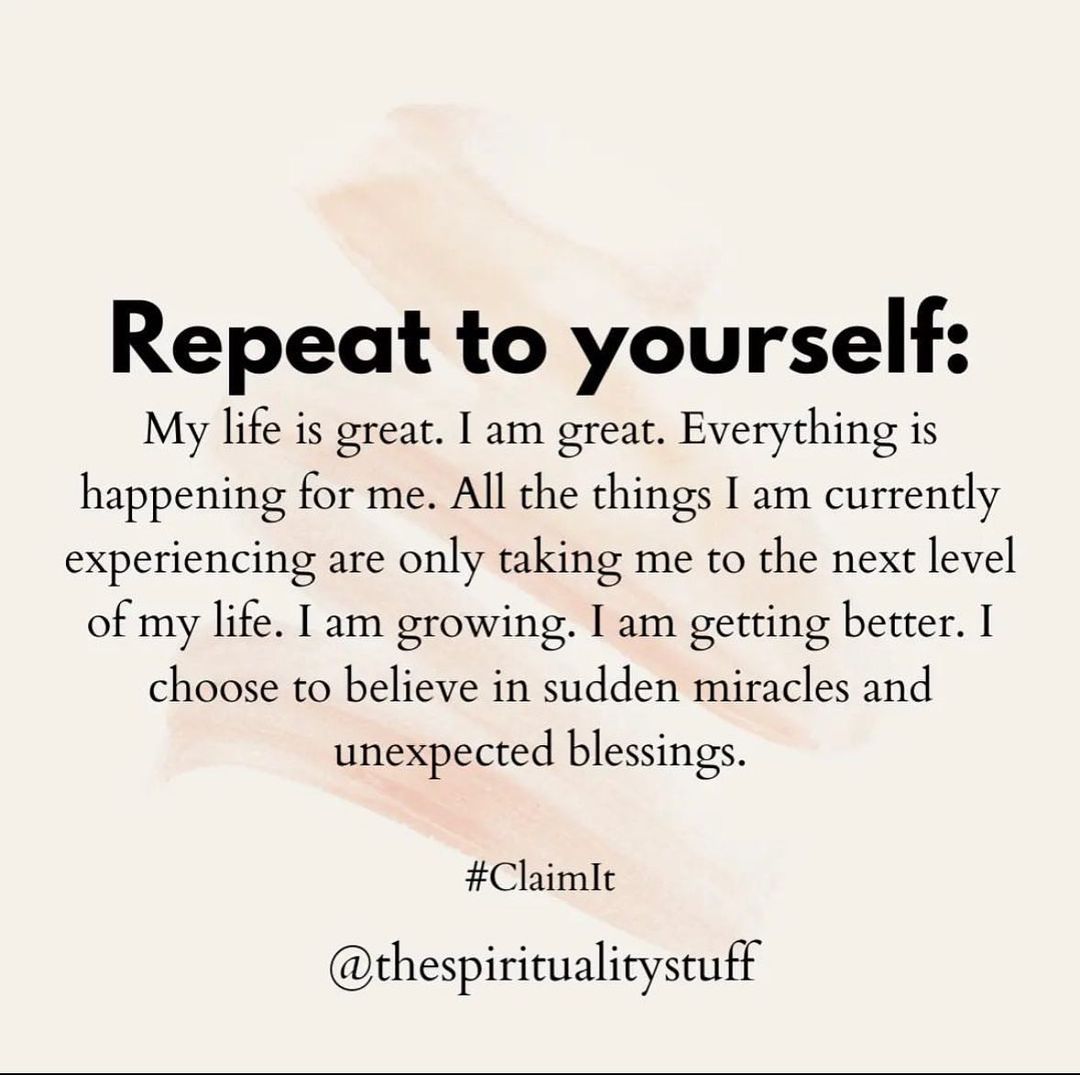 Repeat to yourself:
My life is great. I am great. Everything is
happening for me. All the things I am currently
experiencing are only taking me to the next level
of my life. I am growing. I am getting better. I
choose to believe in sudden miracles and
unexpected blessings.
#ClaimIt
@thespiritualitystuff